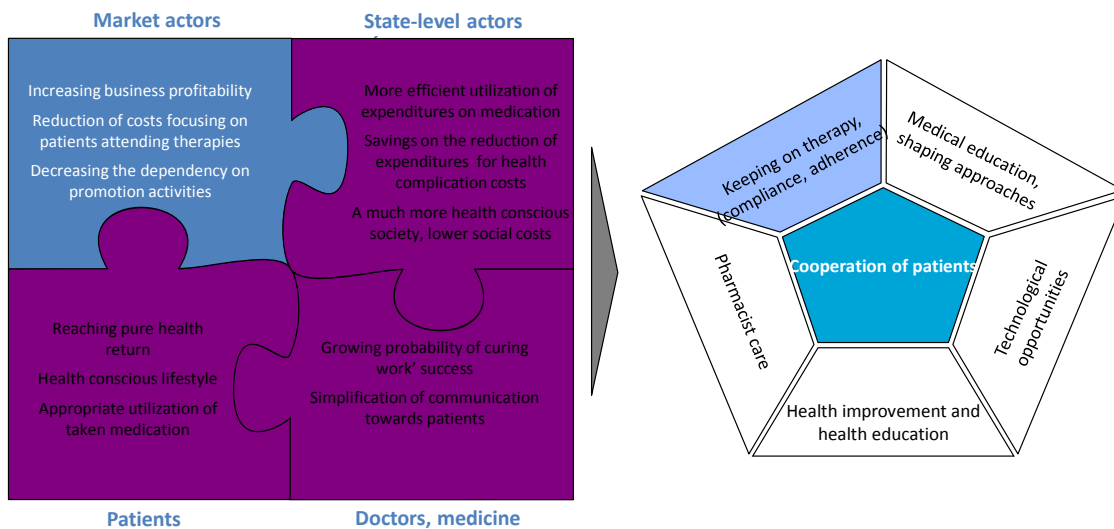 Market actors
State-level actors
Increasing business profitability
Reduction of costs focusing on
patients attending therapies
Decreasing the dependency on
promotion activities
More efficient utilization of
expenditures on medication
Savings on the reduction of
expenditures for health
complication costs
A much more health conscious
society, lower social costs
Reaching pure health
return
Health conscious lifestyle
Appropriate utilization of
taken medication
Growing probability of curing
work' success
Simplification of communication
towards patients
Patients
Doctors, medicine
Keeping on therapy,
(compliance, adherence)
Medical education,
shaping approaches
Cooperation of patients
Pharmacist care
Technological
opportunities
Health improvement and
health education